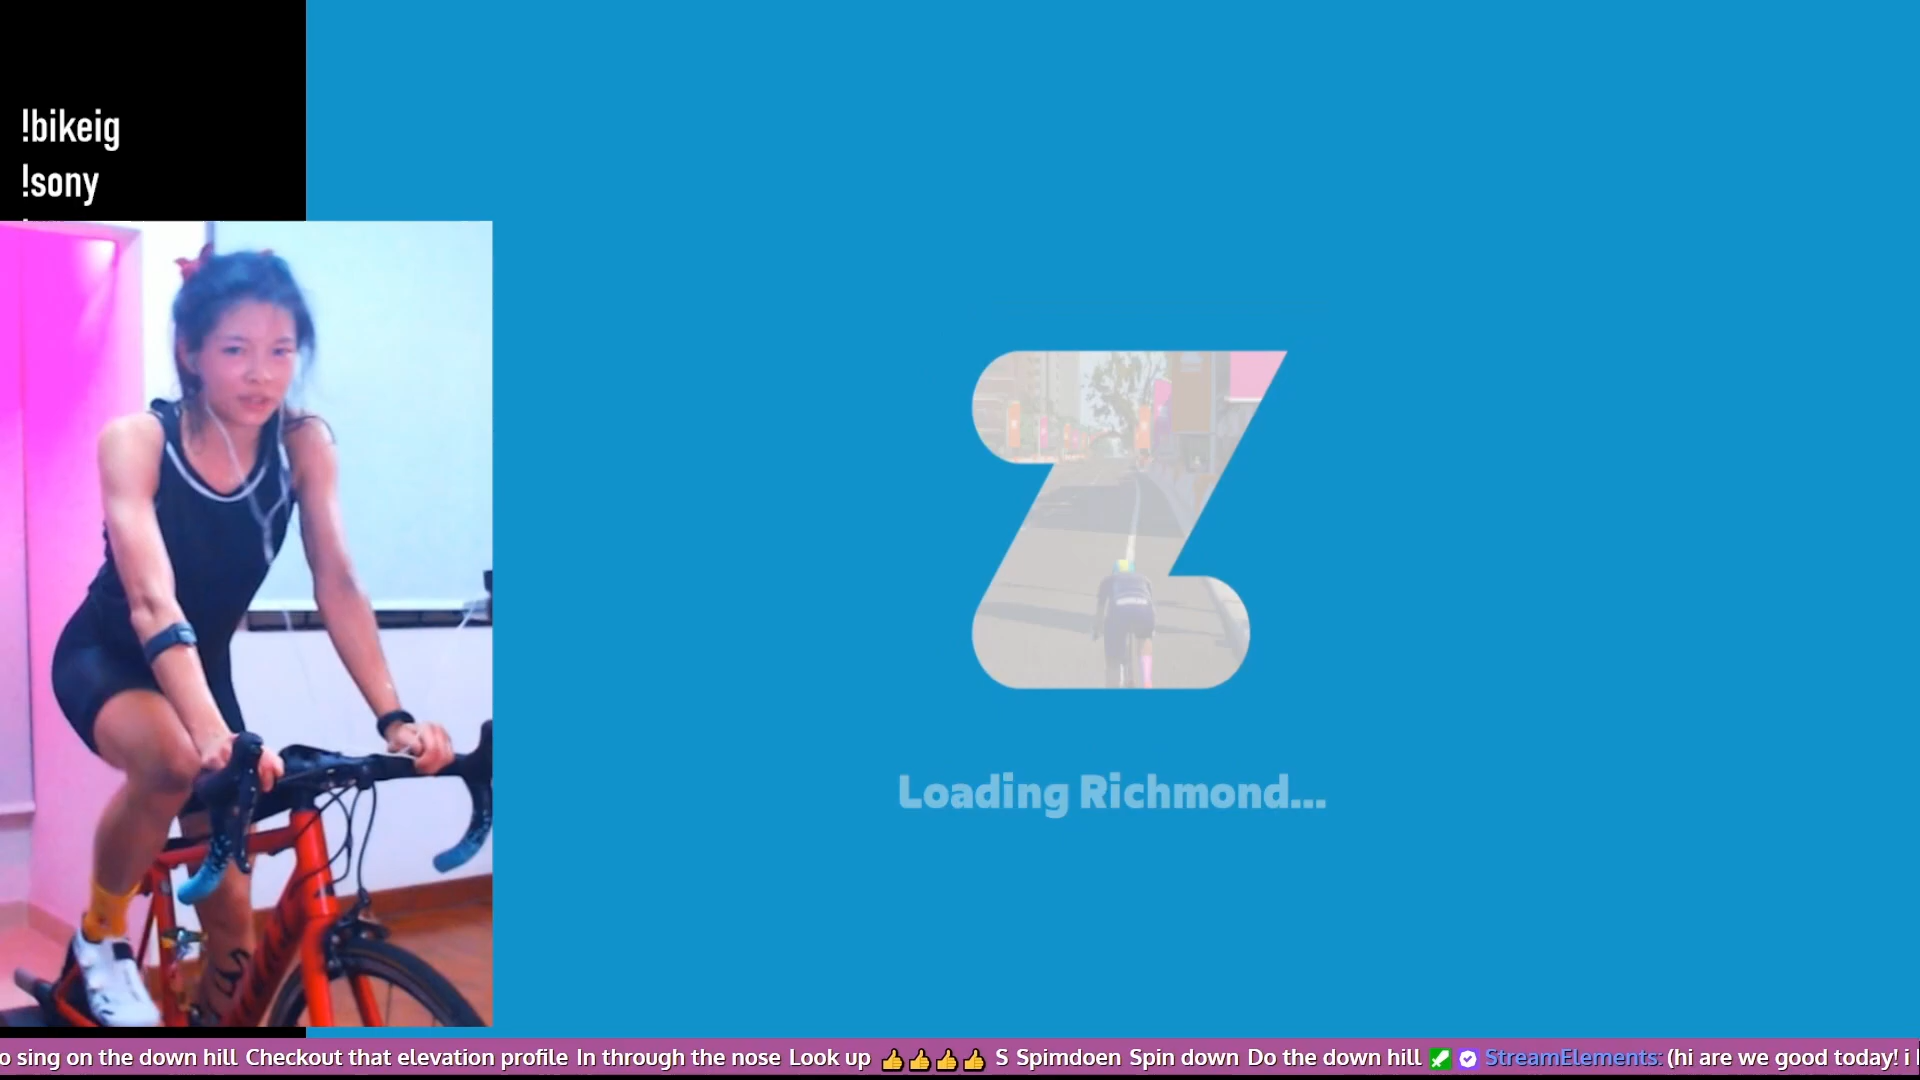 !bikeig
!sony
Loading Richmond...
o sing on the down hill Checkout that elevation profile In through the nose Look up 👍👍👍👍 S Spimdoen Spin down Do the down hill StreamElements: (hi are we good today! i